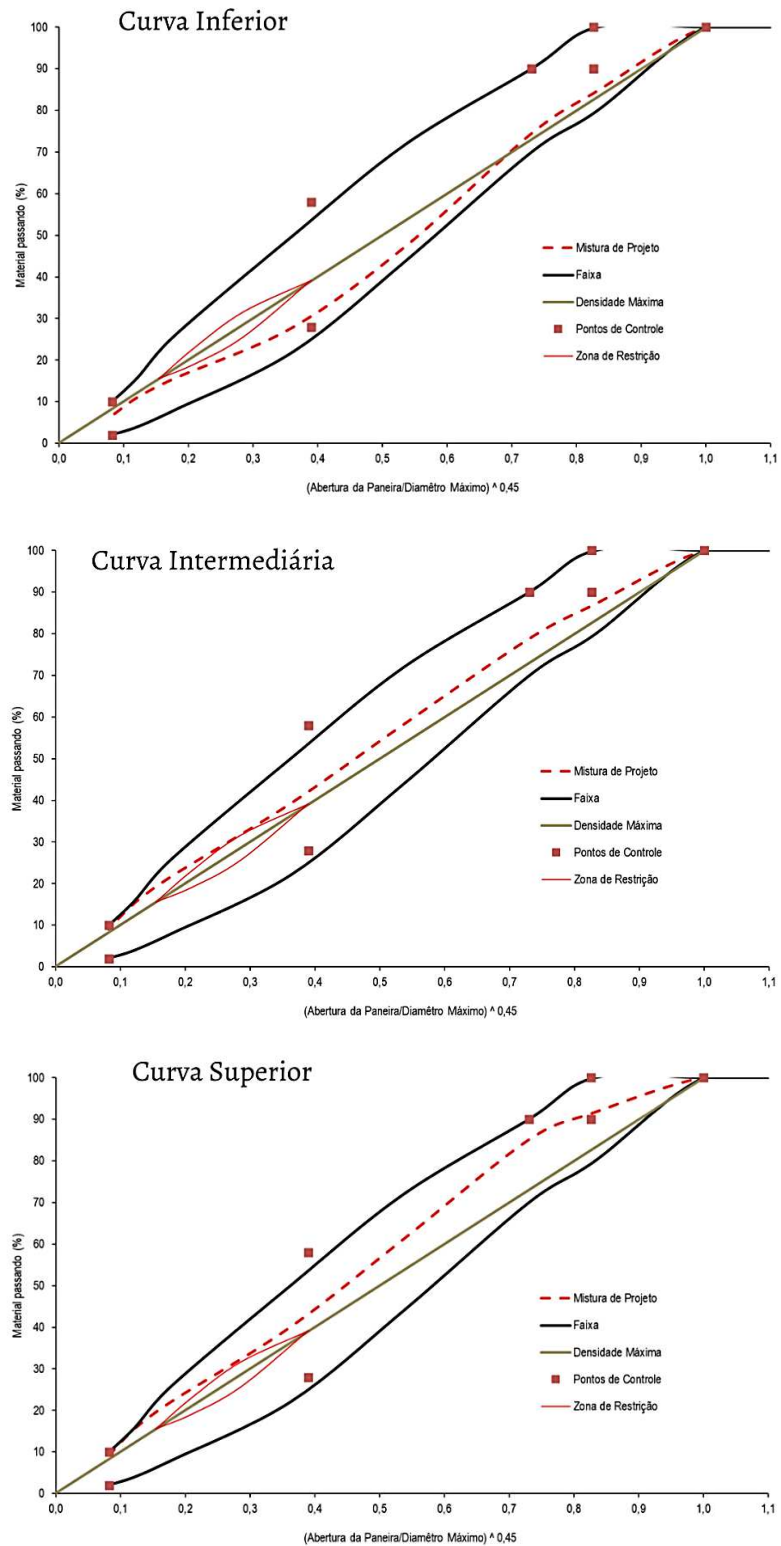 Curva Inferior
100
90
80
70
60
50
40
30
20
10
0
Material passando (%)
Mistura de Projeto
Faixa
Densidade Máxima
Pontos de Controle
Zona de Restrição
0,0 0,1 0,2 0,3 0,4 0,5 0,6 0,7 0,8 0,9 1,0 1,1
(Abertura da Paneira/Diamêtro Máximo) ^ 0,45
Curva Intermediária
100
90
80
70
60
50
40
30
20
10
0
Material passando (%)
Mistura de Projeto
Faixa
Densidade Máxima
Pontos de Controle
Zona de Restrição
0,0 0,1 0,2 0,3 0,4 0,5 0,6 0,7 0,8 0,9 1,0 1,1
(Abertura da Paneira/Diamêtro Máximo) ^ 0,45
Curva Superior
100
90
80
70
60
50
40
30
20
10
0
Material passando (%)
Mistura de Projeto
Faixa
Densidade Máxima
Pontos de Controle
Zona de Restrição
0,0 0,1 0,2 0,3 0,4 0,5 0,6 0,7 0,8 0,9 1,0 1,1
(Abertura da Paneira/Diamêtro Máximo) ^ 0,45